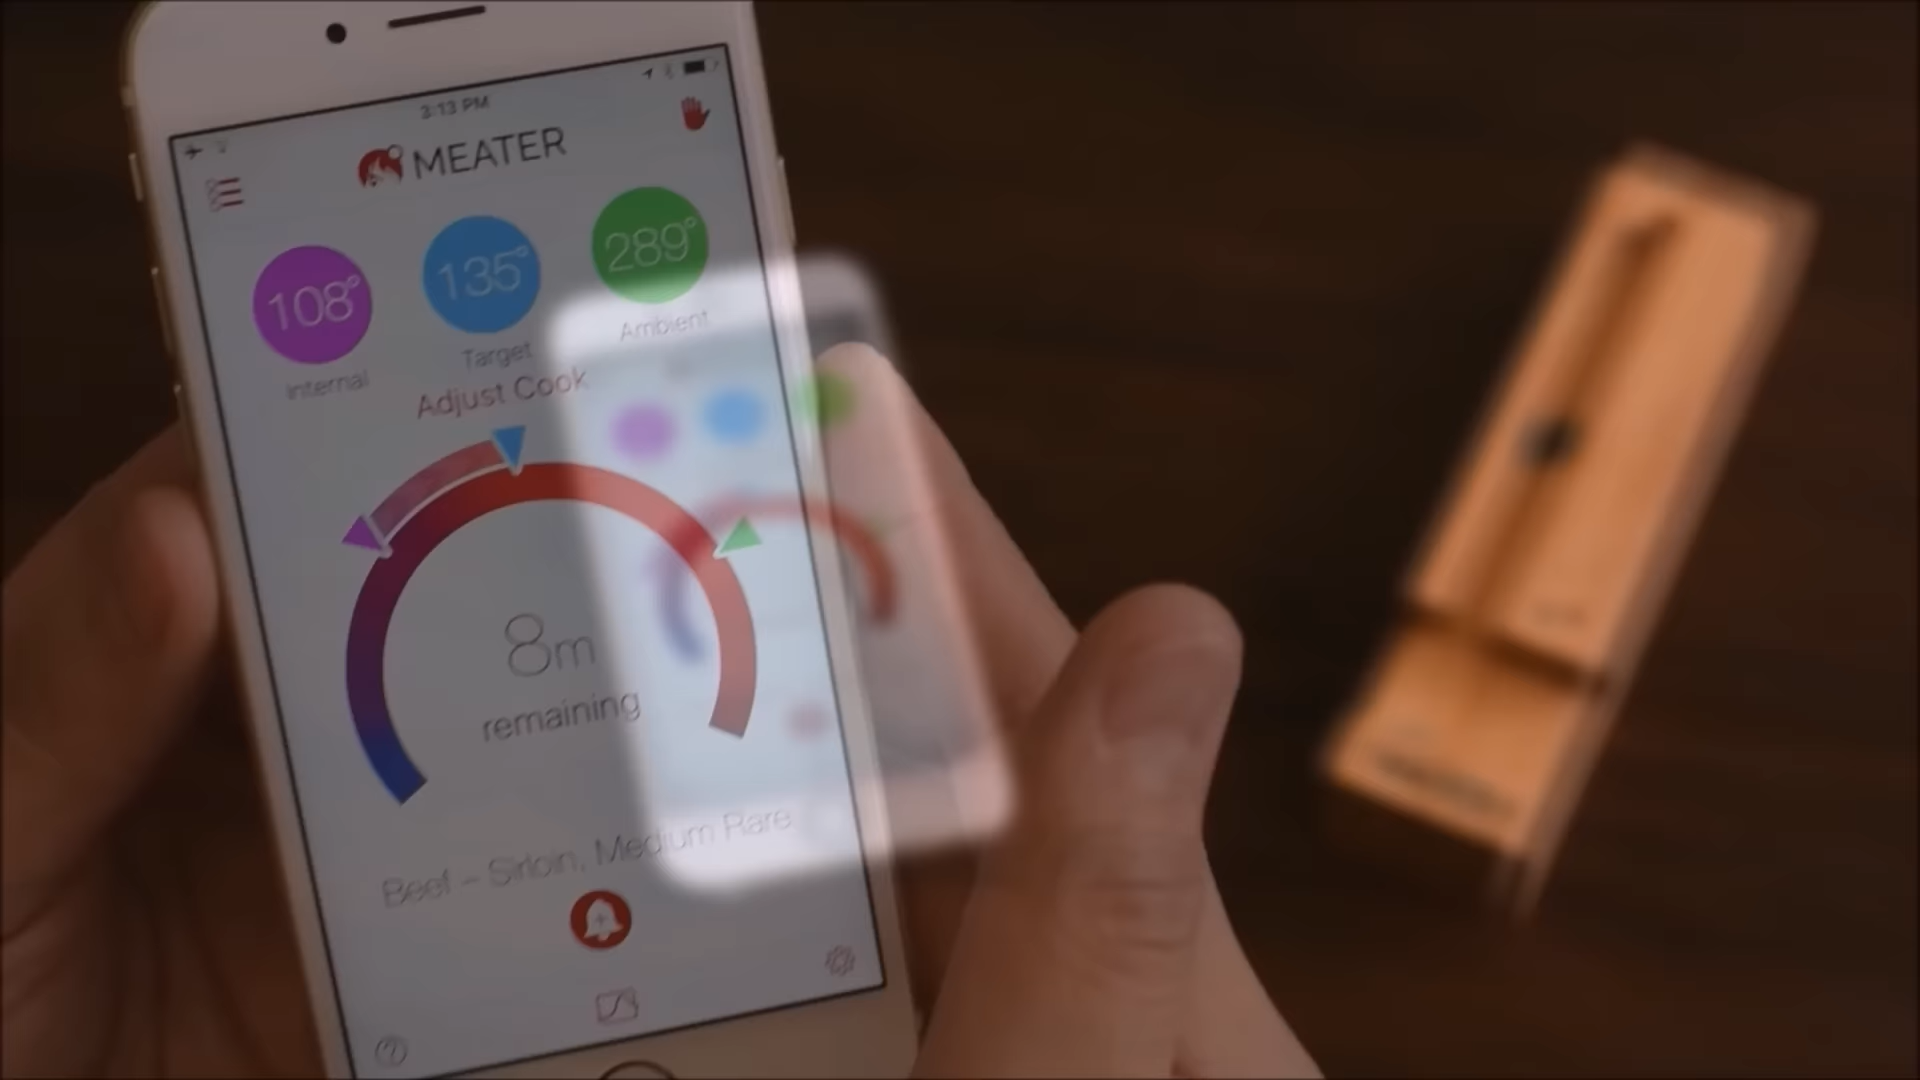 3:13 PM
MEATER
108°
135°
289°
Internal
Target
Ambient
Adjust Cook
8m
remaining
Beef – Sirloin, Medium Rare